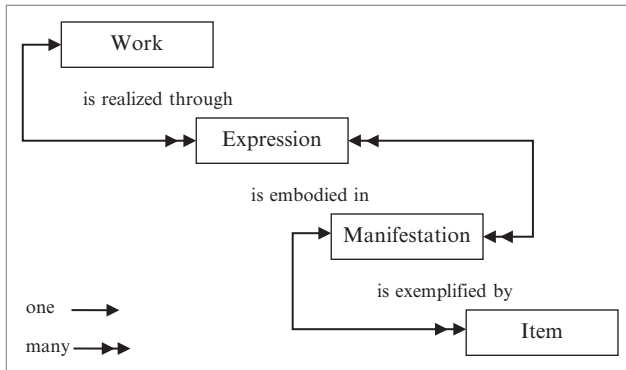 Work
is realized through
Expression
is embodied in
Manifestation
is exemplified by
one
Item
many